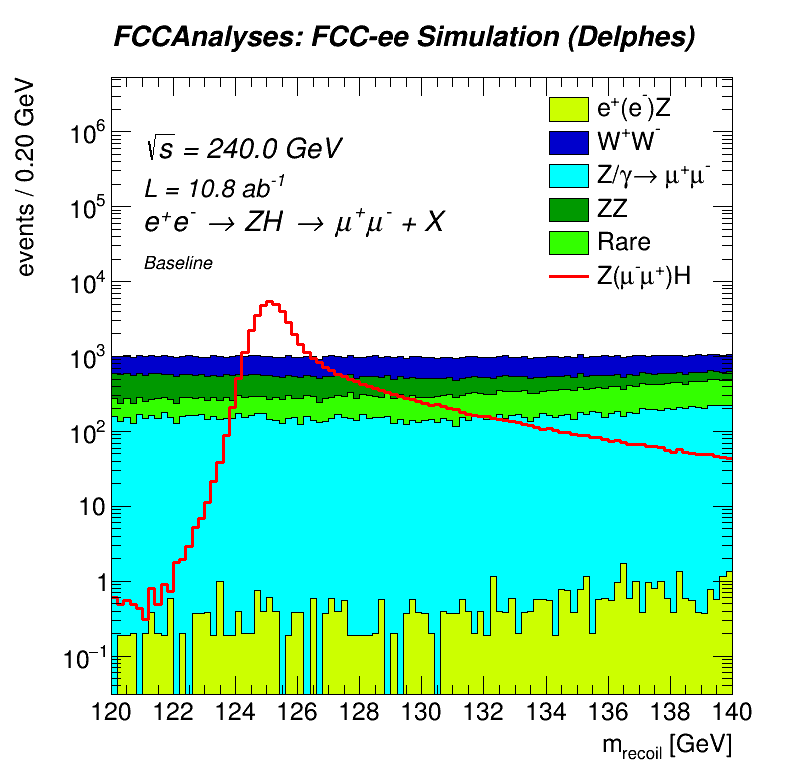 FCCAnalyses: FCC-ee Simulation (Delphes)
events / 0.20 GeV
√s = 240.0 GeV
L = 10.8 ab⁻¹
e⁺e⁻ → ZH → μ⁺μ⁻ + X
Baseline
e⁺(e⁻)Z
W⁺W⁻
Z/γ→ μ⁺μ⁻
ZZ
Rare
Z(μ⁻μ⁺)H
10⁶
10⁵
10⁴
10³
10²
10
1
10⁻¹
120 122 124 126 128 130 132 134 136 138 140
m_recoil [GeV]